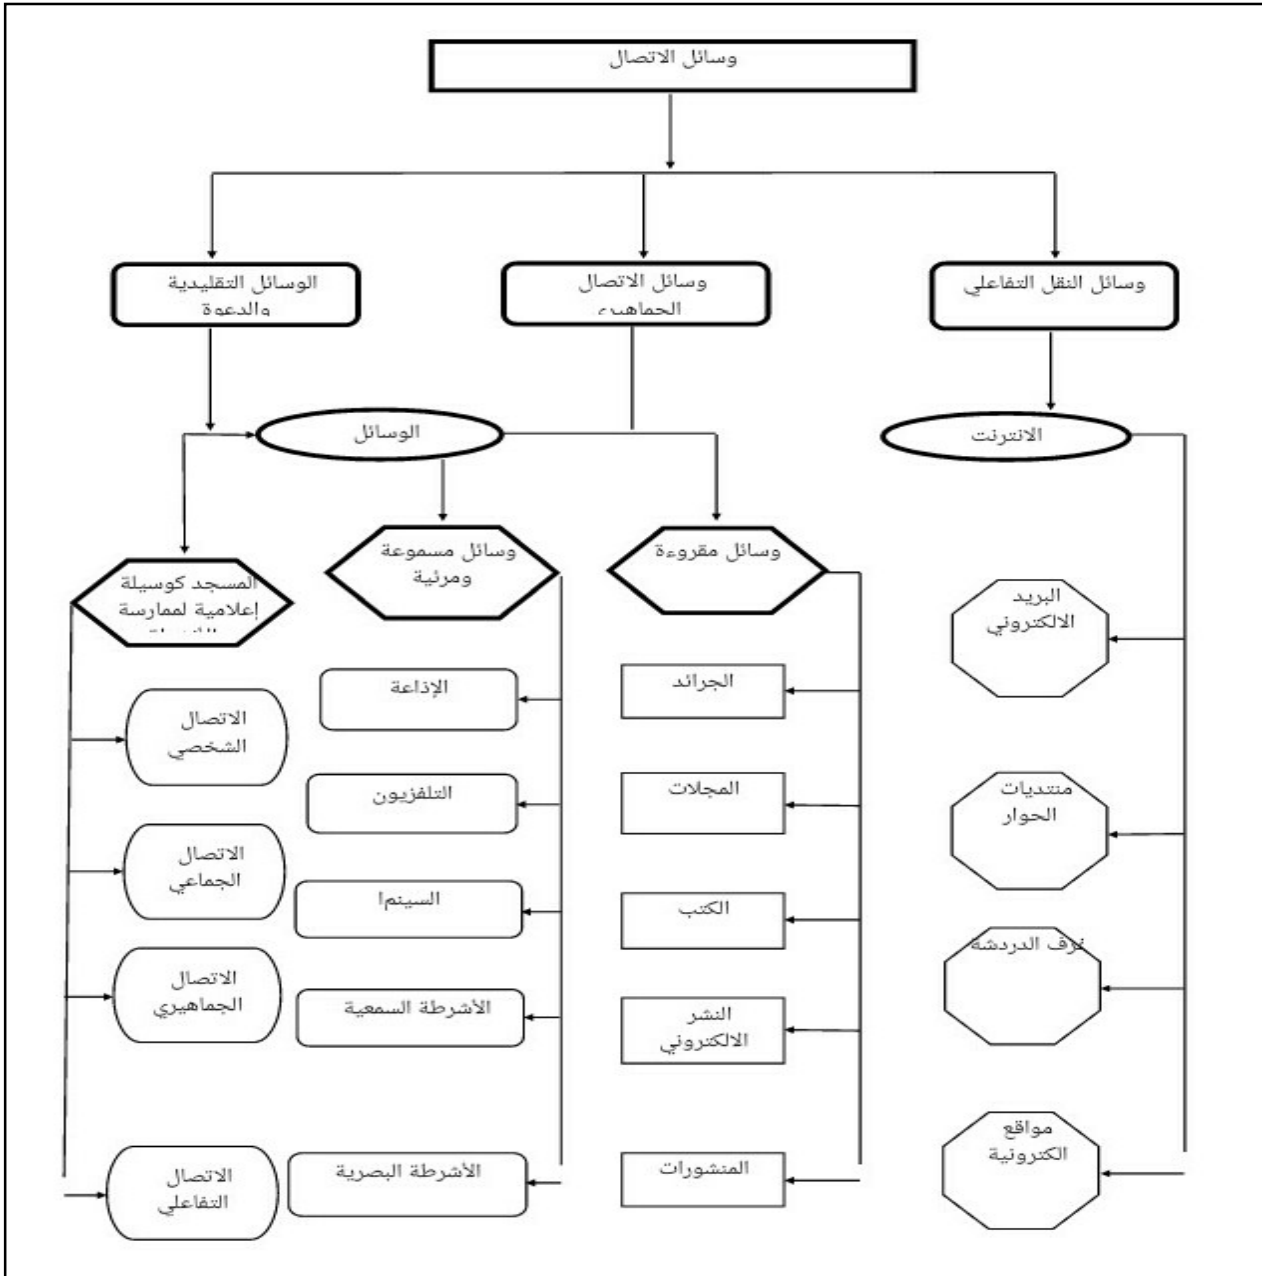 وسائل الاتصال
وسائل النقل التفاعلي
وسائل الاتصال
الجماهيري
الوسائل التقليدية
والدعوة
الانترنت
الوسائل
وسائل مقروءة
وسائل مسموعة
ومرئية
المسجد كوسيلة
إعلامية لممارسة
البريد
الالكتروني
منتديات
الحوار
غرف الدردشة
مواقع
الكترونية
الجرائد
المجلات
الكتب
النشر
الالكتروني
المنشورات
الإذاعة
التلفزيون
السينما
الأشرطة السمعية
الأشرطة البصرية
الاتصال
الشخصي
الاتصال
الجماعي
الاتصال
الجماهيري
الاتصال
التفاعلي